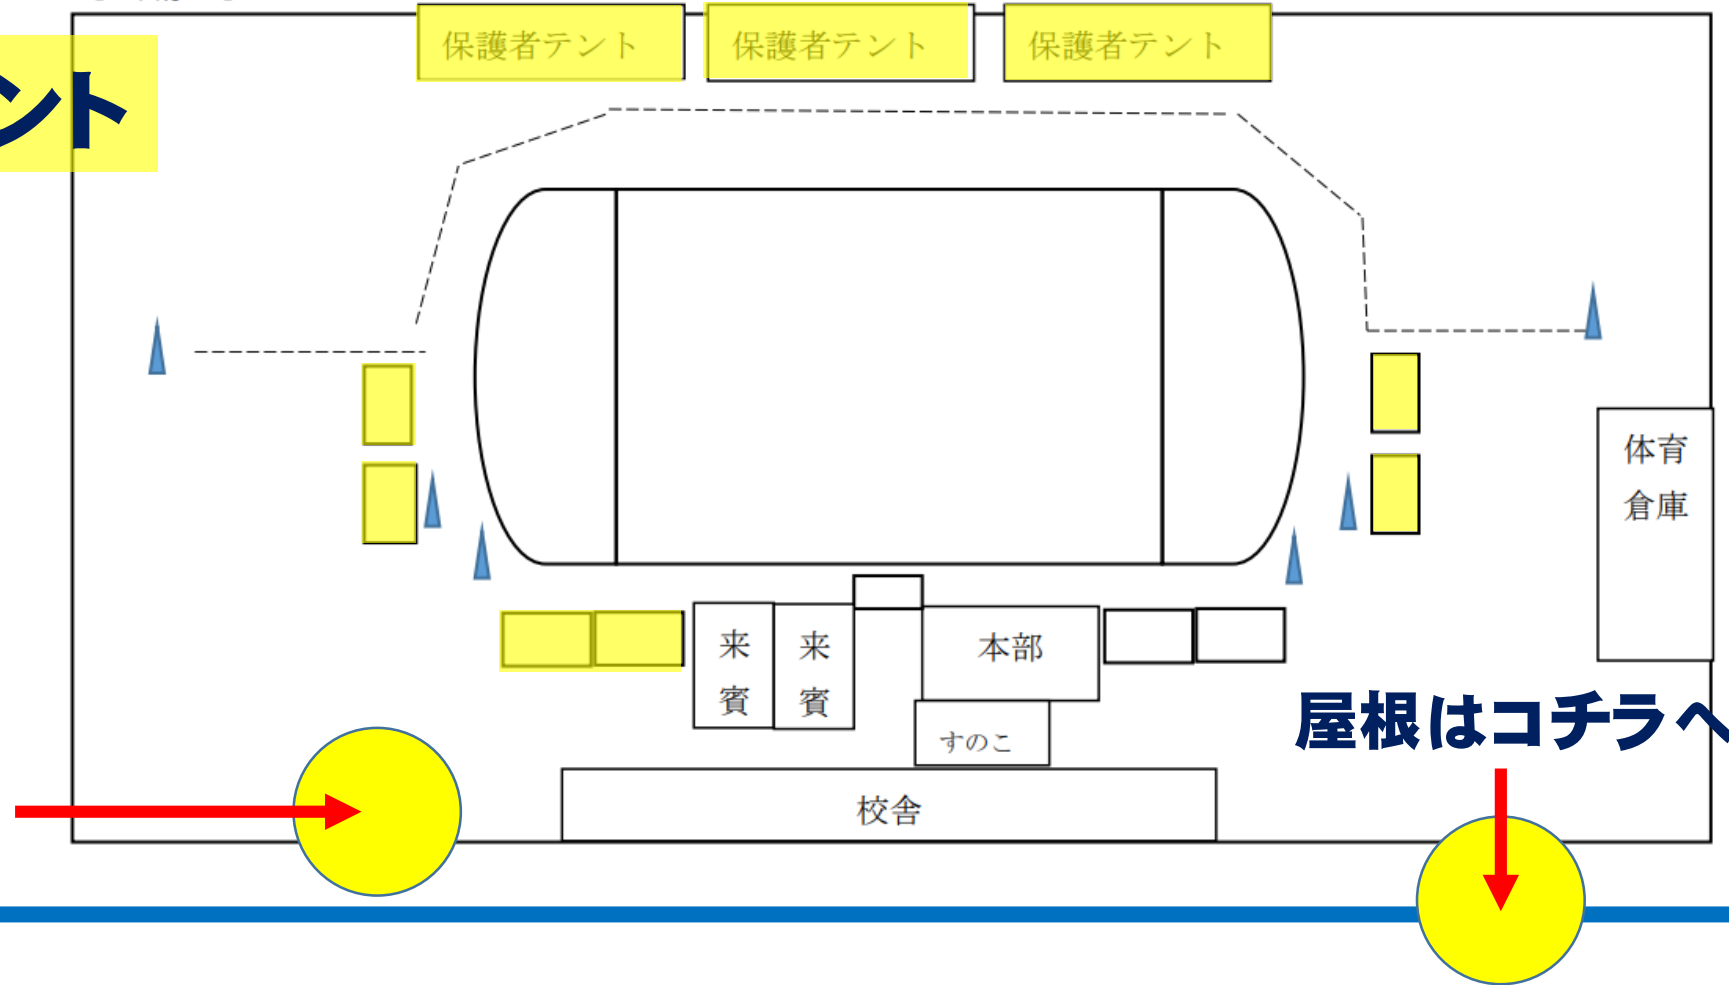 保護者テント
保護者テント
保護者テント
ント
体育
倉庫
来賓
来賓
本部
すのこ
屋根はコチラへ
校舎